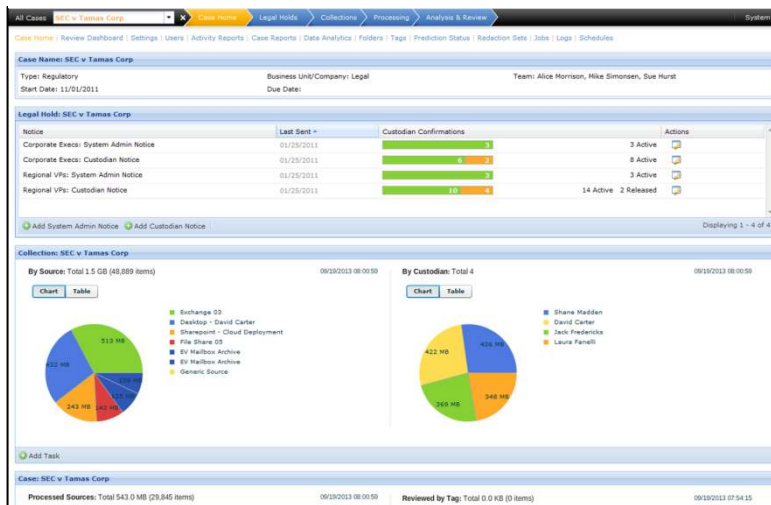 All Cases SEC v Tamas Corp Case Home Legal Holds Collections Processing Analysis & Review System
Case Home | Review Dashboard | Settings | Users | Activity Reports | Case Reports | Data Analytics | Folders | Tags | Prediction Status | Redaction Sets | Jobs | Logs | Schedules
Case Name: SEC v Tamas Corp
Type: Regulatory Business Unit/Company: Legal Team: Alice Morrison, Mike Simonsen, Sue Hurst
Start Date: 11/01/2011 Due Date:
Legal Hold: SEC v Tamas Corp
Notice Last Sent Custodian Confirmations Actions
Corporate Execs: System Admin Notice 01/25/2011 3 3 Active
Corporate Execs: Custodian Notice 01/25/2011 6 2 8 Active
Regional VPs: System Admin Notice 01/25/2011 3 3 Active
Regional VPs: Custodian Notice 01/25/2011 10 4 14 Active 2 Released
Add System Admin Notice Add Custodian Notice Displaying 1 - 4 of 4
Collection: SEC v Tamas Corp
By Source: Total 1.5 GB (48,889 items) 09/19/2013 08:00:59 By Custodian: Total 4 09/19/2013 08:00:59
Chart Table Chart Table
Exchange 03 Shane Madden
Desktop - David Carter David Carter
Sharepoint - Cloud Deployment Jack Fredericks
File Share 05 Laura Fanelli
EV Mailbox Archive
EV Mailbox Archive
Generic Source
513 MB 426 MB
422 MB
432 MB
348 MB
243 MB 143 MB 369 MB
Add Task
Case: SEC v Tamas Corp
Processed Sources: Total 543.0 MB (29,845 items) 09/19/2013 08:00:59 Reviewed by Tag: Total 0.0 KB (0 items) 09/19/2013 07:54:15